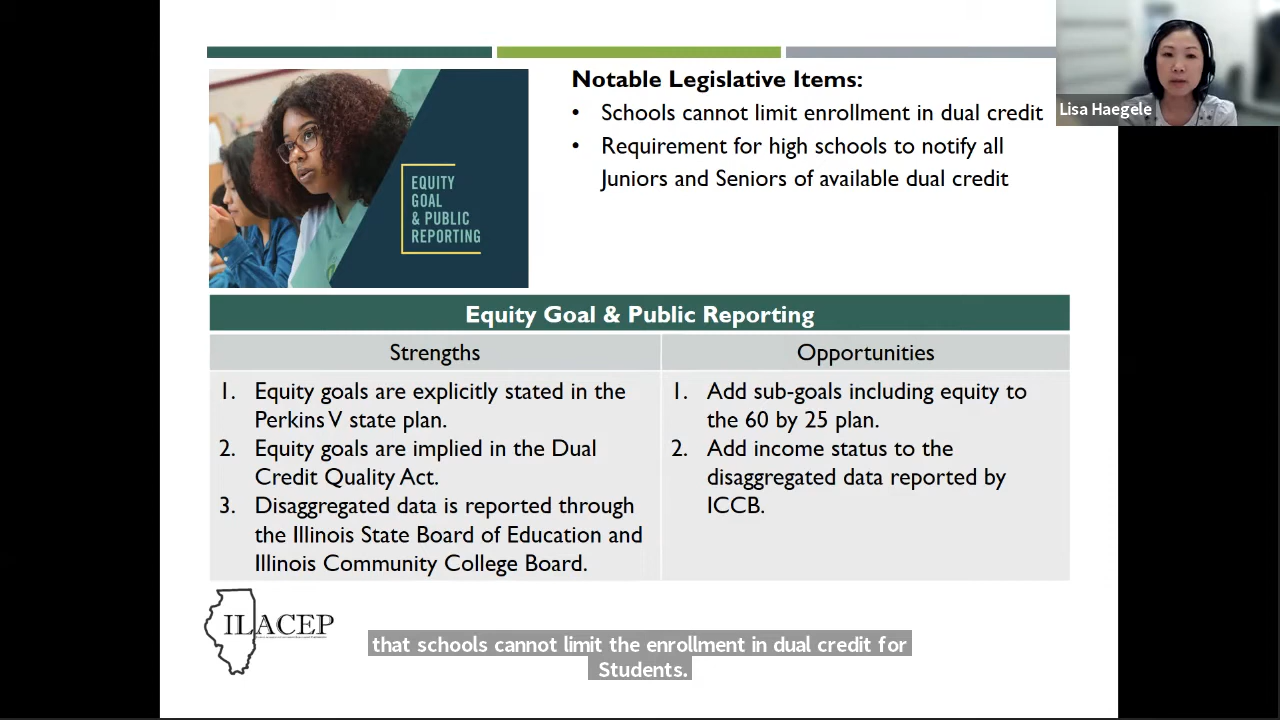 Notable Legislative Items:
• Schools cannot limit enrollment in dual credit
• Requirement for high schools to notify all
Juniors and Seniors of available dual credit
Lisa Haegele
EQUITY
GOAL
& PUBLIC
REPORTING
Equity Goal & Public Reporting
Strengths
1. Equity goals are explicitly stated in the
Perkins V state plan.
2. Equity goals are implied in the Dual
Credit Quality Act.
3. Disaggregated data is reported through
the Illinois State Board of Education and
Illinois Community College Board.
Opportunities
1. Add sub-goals including equity to
the 60 by 25 plan.
2. Add income status to the
disaggregated data reported by
ICCB.
ILACEP
that schools cannot limit the enrollment in dual credit for
Students.